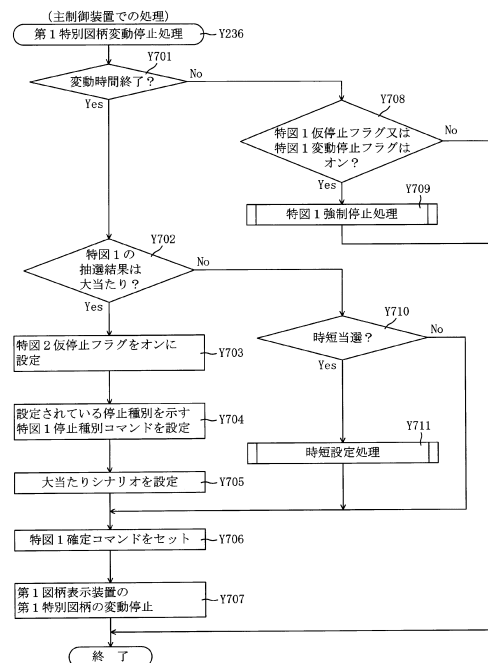 (主制御装置での処理)
第1特別図柄変動停止処理
Y236
Y701
変動時間終了?
No
Yes
Y708
特図1仮停止フラグ又は
特図1変動停止フラグは
オン?
No
Yes
Y709
特図1強制停止処理
Y702
特図1の
抽選結果は
大当たり?
No
Yes
Y710
時短当選?
No
Yes
特図2仮停止フラグをオンに
設定
Y703
設定されている停止種別を示す
特図1停止種別コマンドを設定
Y704
Y711
時短設定処理
大当たりシナリオを設定
Y705
特図1確定コマンドをセット
Y706
第1図柄表示装置の
第1特別図柄の変動停止
Y707
終 了